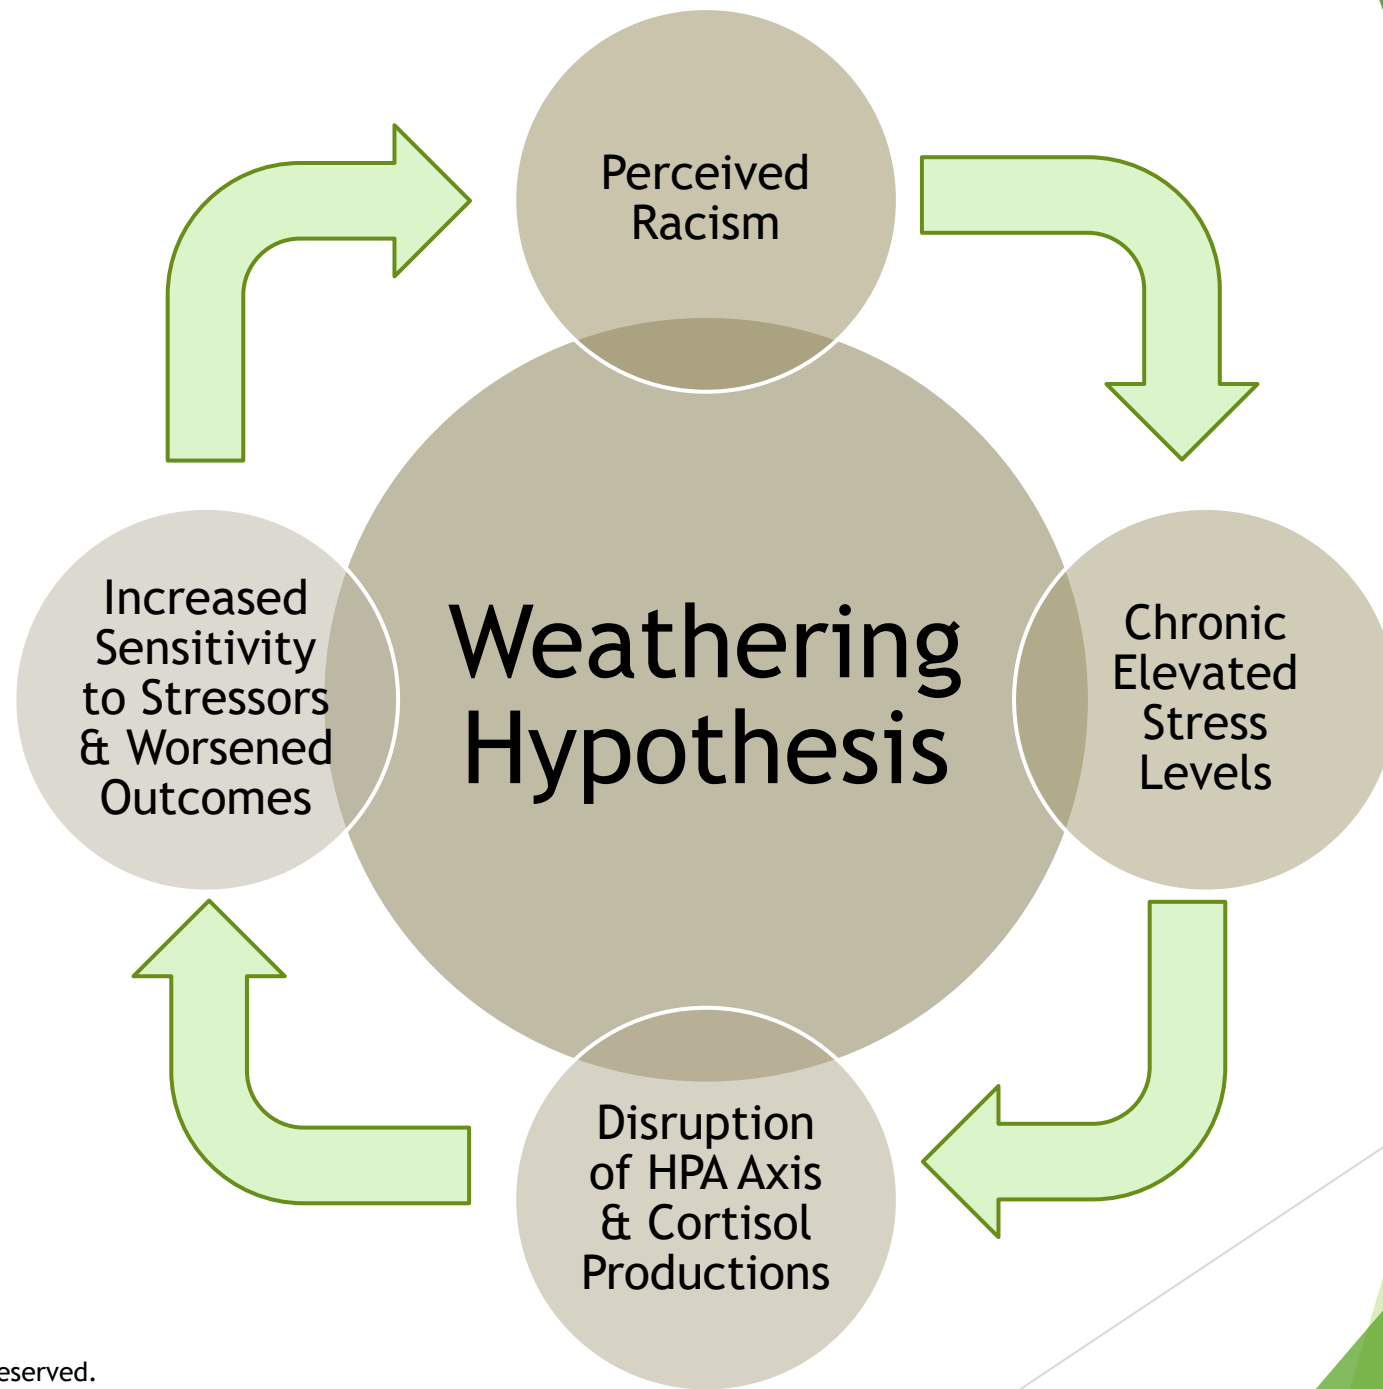 Perceived
Racism
Increased
Sensitivity
to Stressors
& Worsened
Outcomes
Weathering
Hypothesis
Chronic
Elevated
Stress
Levels
Disruption
of HPA Axis
& Cortisol
Productions
eserved.